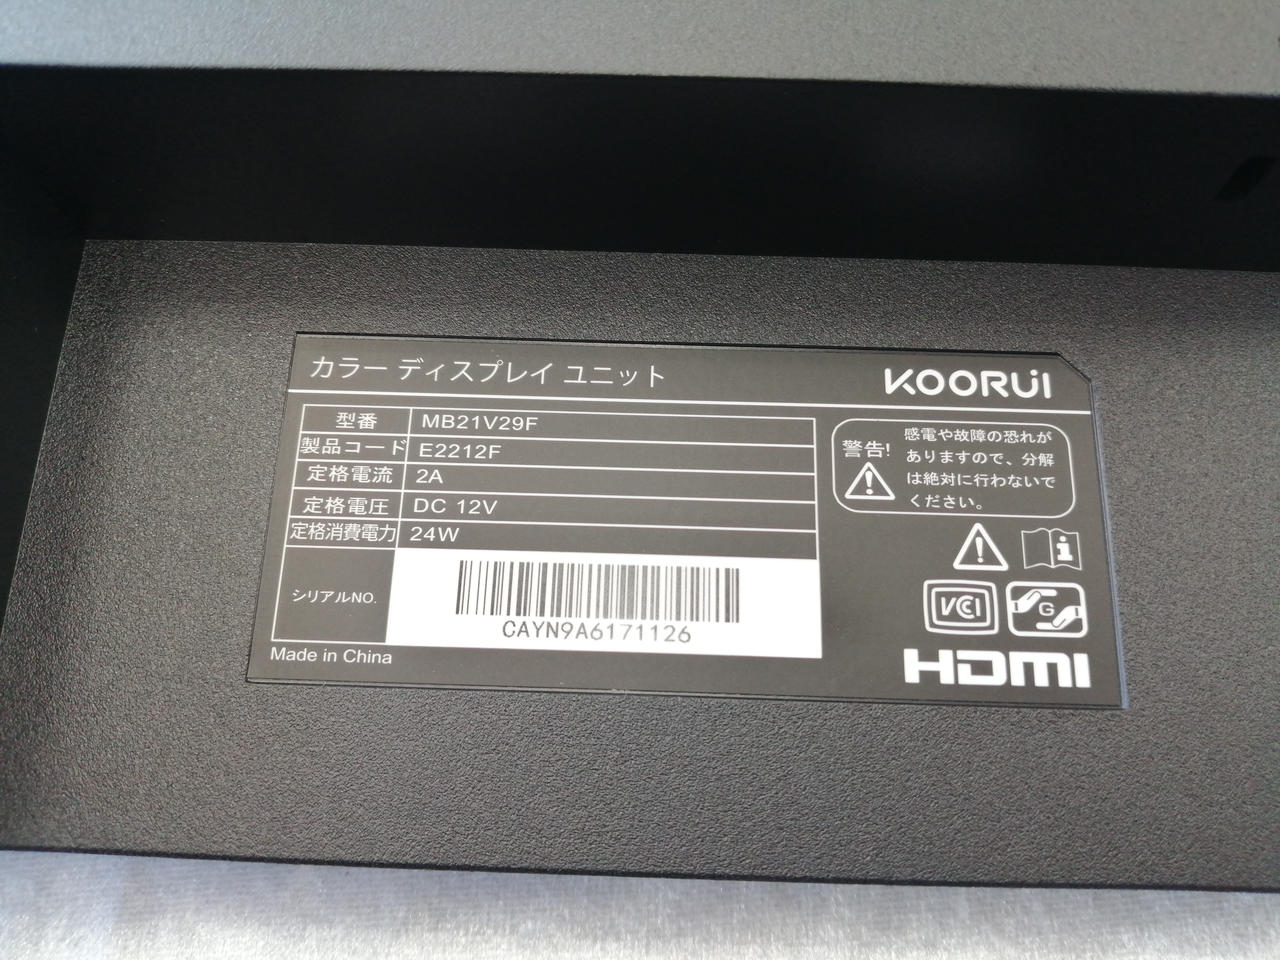 カラー ディスプレイ ユニット
KOORUI
型番 MB21V29F
製品コード E2212F
定格電流 2A
定格電圧 DC 12V
定格消費電力 24W
シリアルNO.
CAYN9A6171126
Made in China
警告!
感電や故障の恐れが
ありますので、分解
は絶対に行わないで
ください。
VCCI
G
HDMI